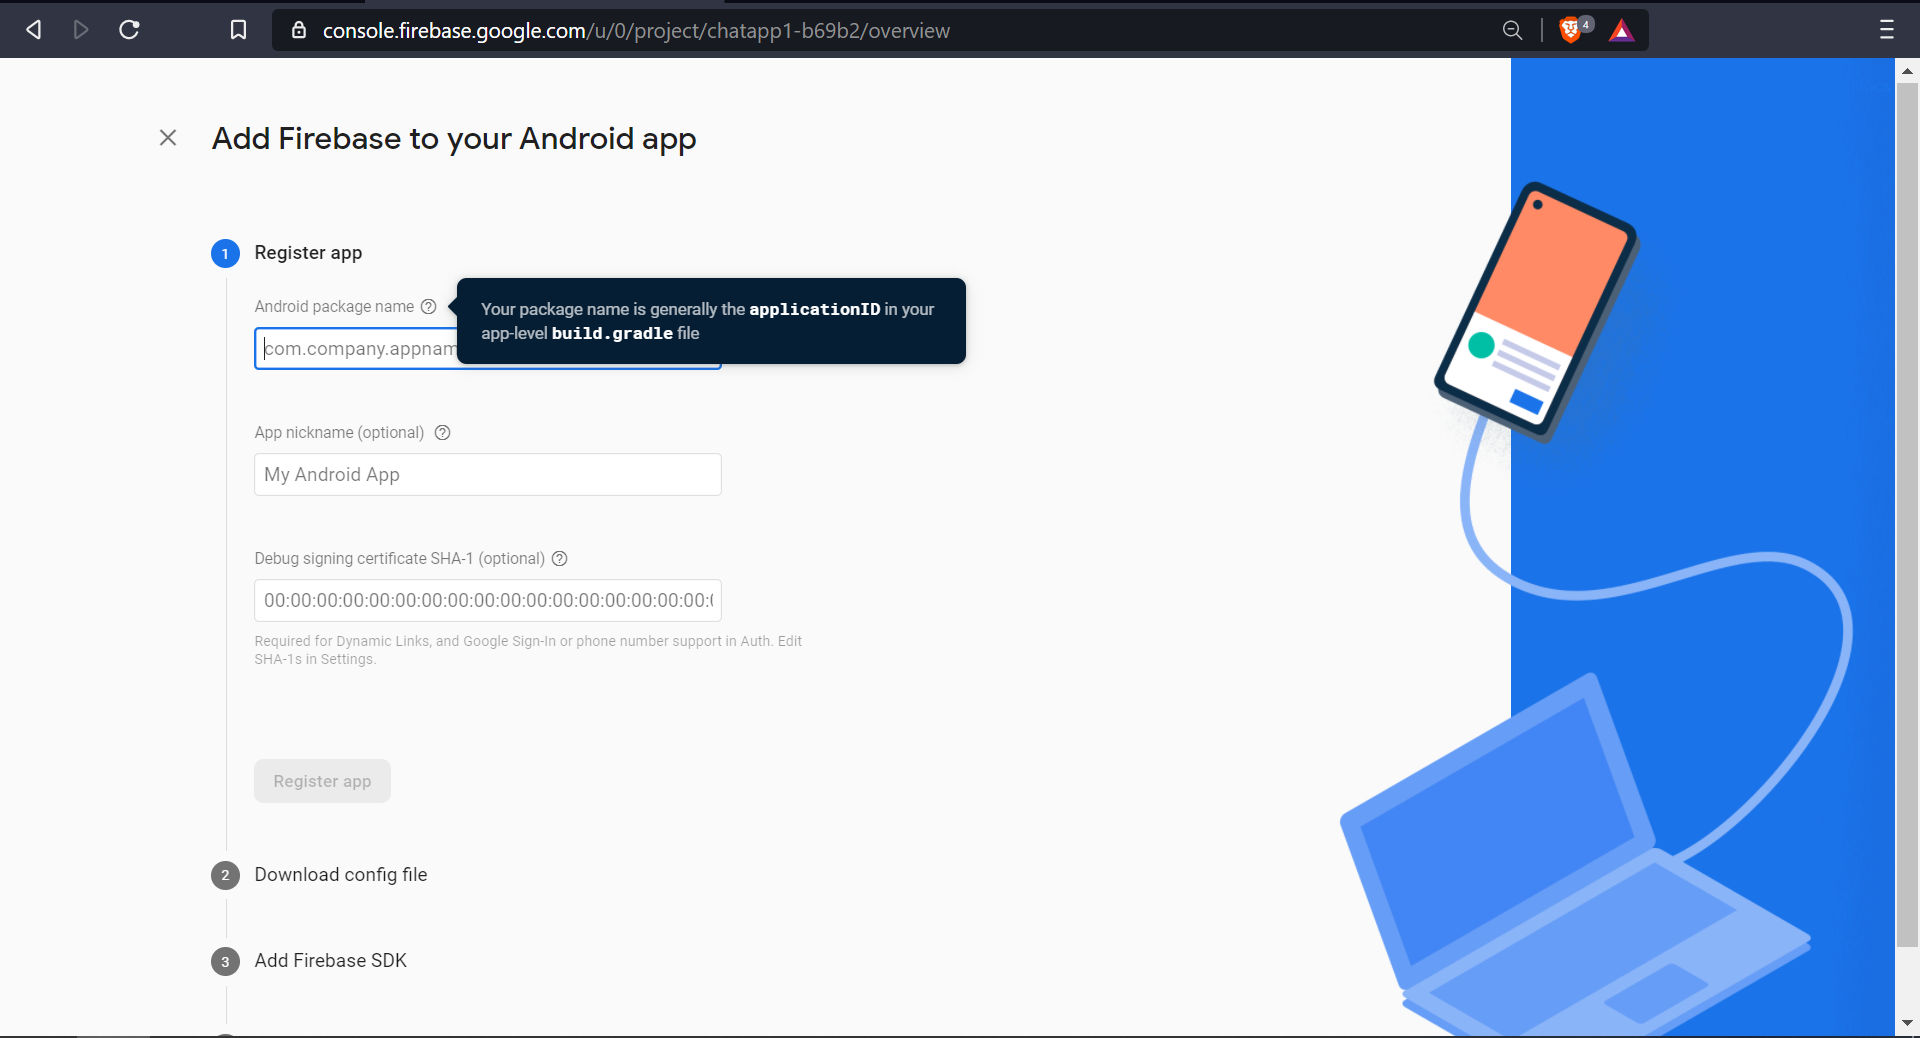 console.firebase.google.com/u/0/project/chatapp1-b69b2/overview
4
Add Firebase to your Android app
1 Register app
Android package name ?
Your package name is generally the applicationID in your
app-level build.gradle file
com.company.appnam
App nickname (optional) ?
My Android App
Debug signing certificate SHA-1 (optional) ?
00:00:00:00:00:00:00:00:00:00:00:00:00:00:00:00:00:(
Required for Dynamic Links, and Google Sign-In or phone number support in Auth. Edit
SHA-1s in Settings.
Register app
2 Download config file
3 Add Firebase SDK